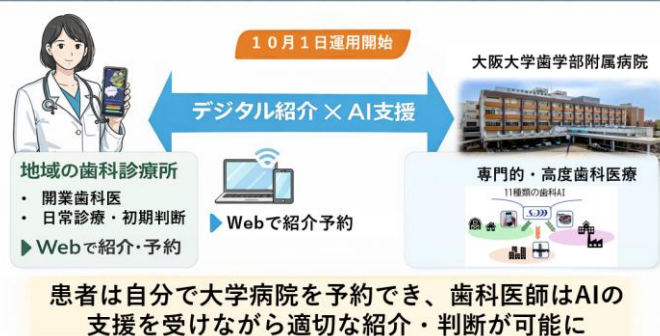 10月1日運用開始
大阪大学歯学部附属病院
デジタル紹介×AI支援
地域の歯科診療所
・ 開業歯科医
・ 日常診療・初期判断
▶Webで紹介・予約
▶Webで紹介予約
専門的・高度歯科医療
11種類の歯科AI
患者は自分で大学病院を予約でき、歯科医師はAIの
支援を受けながら適切な紹介・判断が可能に